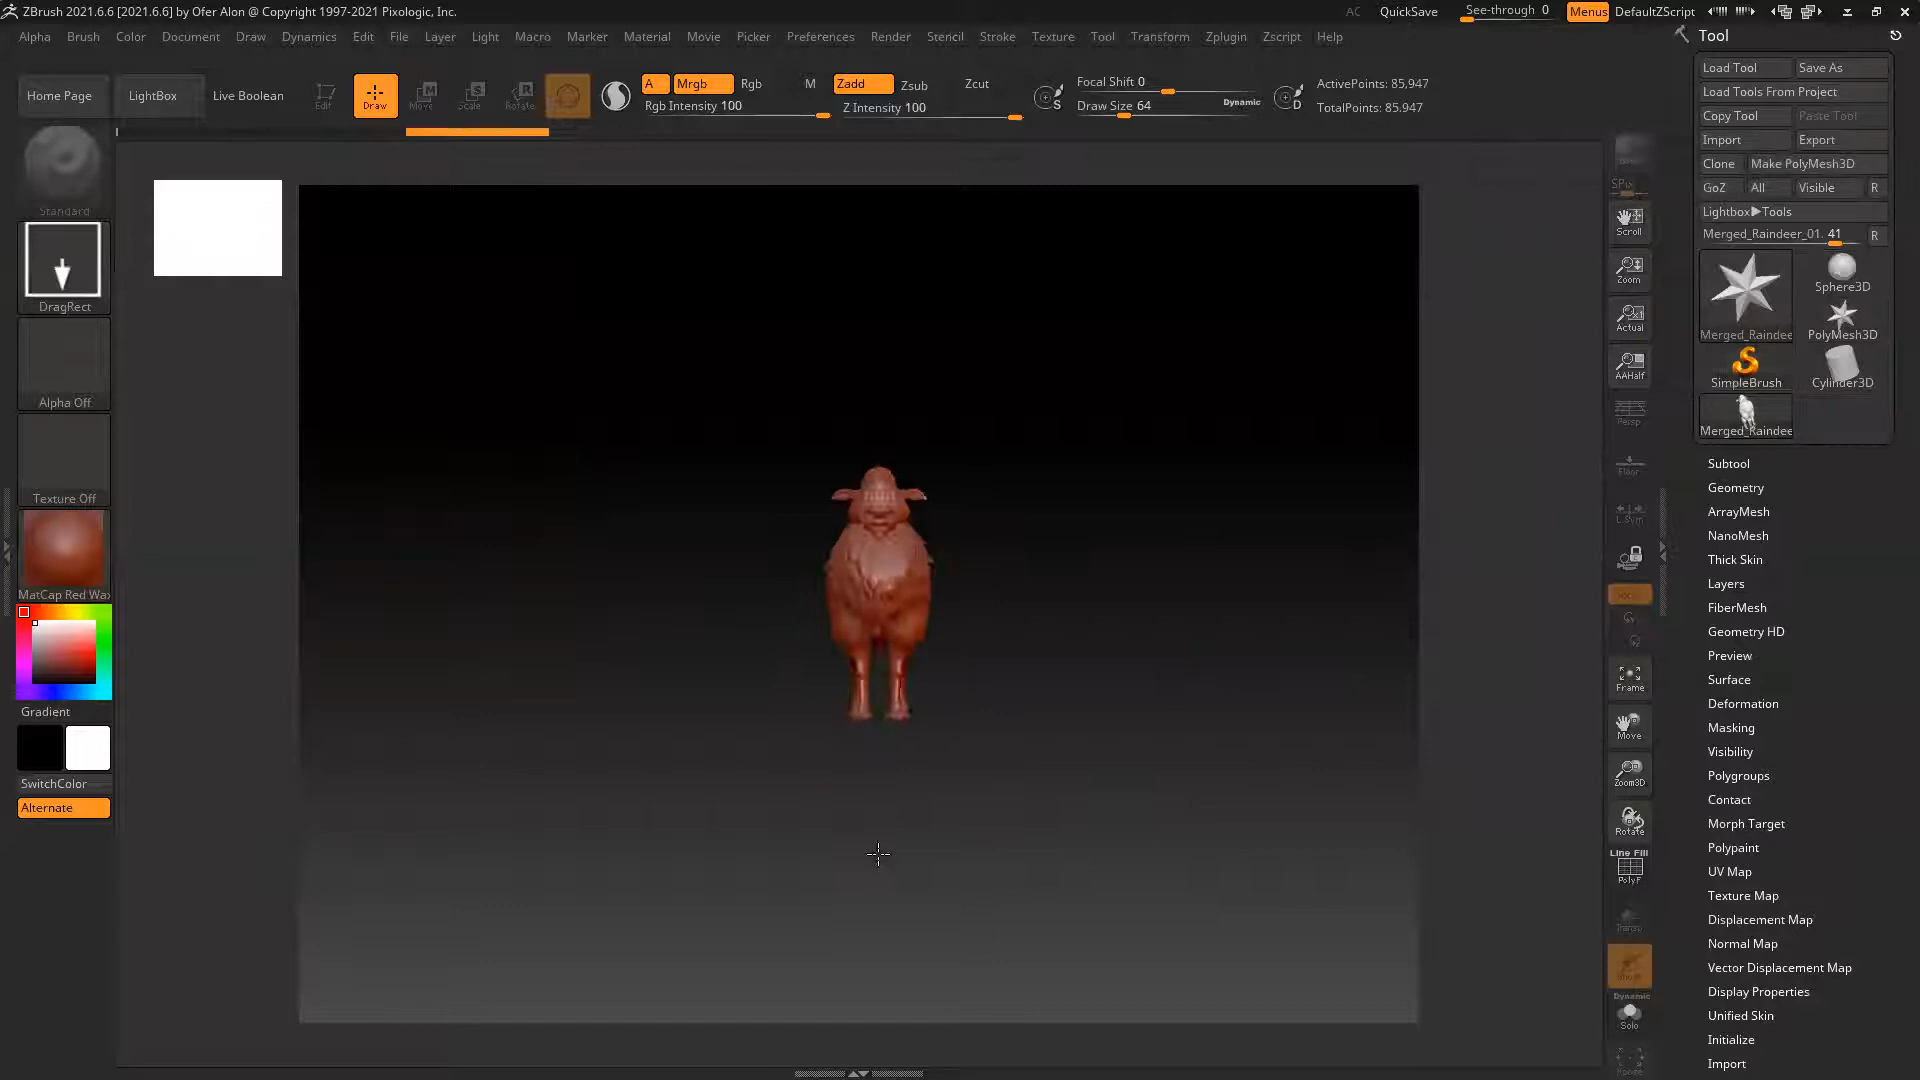 ZBrush 2021.6.6 [2021.6.6] by Ofer Alon @ Copyright 1997-2021 Pixologic, Inc.
AC QuickSave See-through 0 Menus DefaultZScript
Alpha Brush Color Document Draw Dynamics Edit File Layer Light Macro Marker Material Movie Picker Preferences Render Stencil Stroke Texture Tool Transform Zplugin Zscript Help
Home Page LightBox Live Boolean Edit Draw Move Scale Rotate
A Mrgb Rgb M Zadd Zsub Zcut
Rgb Intensity 100 Z Intensity 100
Focal Shift 0
Draw Size 64 Dynamic
S D
ActivePoints: 85,947
TotalPoints: 85,947
Standard
DragRect
Alpha Off
Texture Off
MatCap Red Wax
Gradient
SwitchColor
Alternate
SPix
Scroll
Zoom
Actual
AAHalf
Persp
Floor
L.Sym
Frame
Move
Zoom3D
Rotate
Line Fill
PolyF
Transp
Dynamic
Solo
Tool
Load Tool Save As
Load Tools From Project
Copy Tool Paste Tool
Import Export
Clone Make PolyMesh3D
GoZ All Visible R
Lightbox▶Tools
Merged_Raindeer_01. 41 R
Sphere3D
Merged_Raindee PolyMesh3D
SimpleBrush Cylinder3D
Merged_Raindee
Subtool
Geometry
ArrayMesh
NanoMesh
Thick Skin
Layers
FiberMesh
Geometry HD
Preview
Surface
Deformation
Masking
Visibility
Polygroups
Contact
Morph Target
Polypaint
UV Map
Texture Map
Displacement Map
Normal Map
Vector Displacement Map
Display Properties
Unified Skin
Initialize
Import